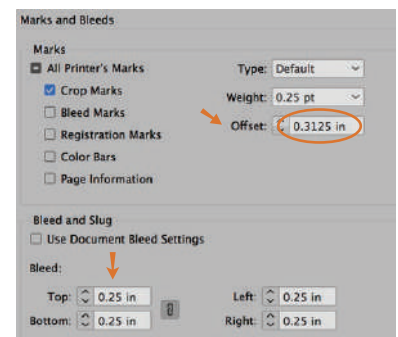 Marks and Bleeds
Marks
All Printer's Marks
Type: Default
Crop Marks
Weight: 0.25 pt
Bleed Marks
Offset: 0.3125 in
Registration Marks
Color Bars
Page Information
Bleed and Slug
Use Document Bleed Settings
Bleed:
Top: 0.25 in Left: 0.25 in
Bottom: 0.25 in Right: 0.25 in